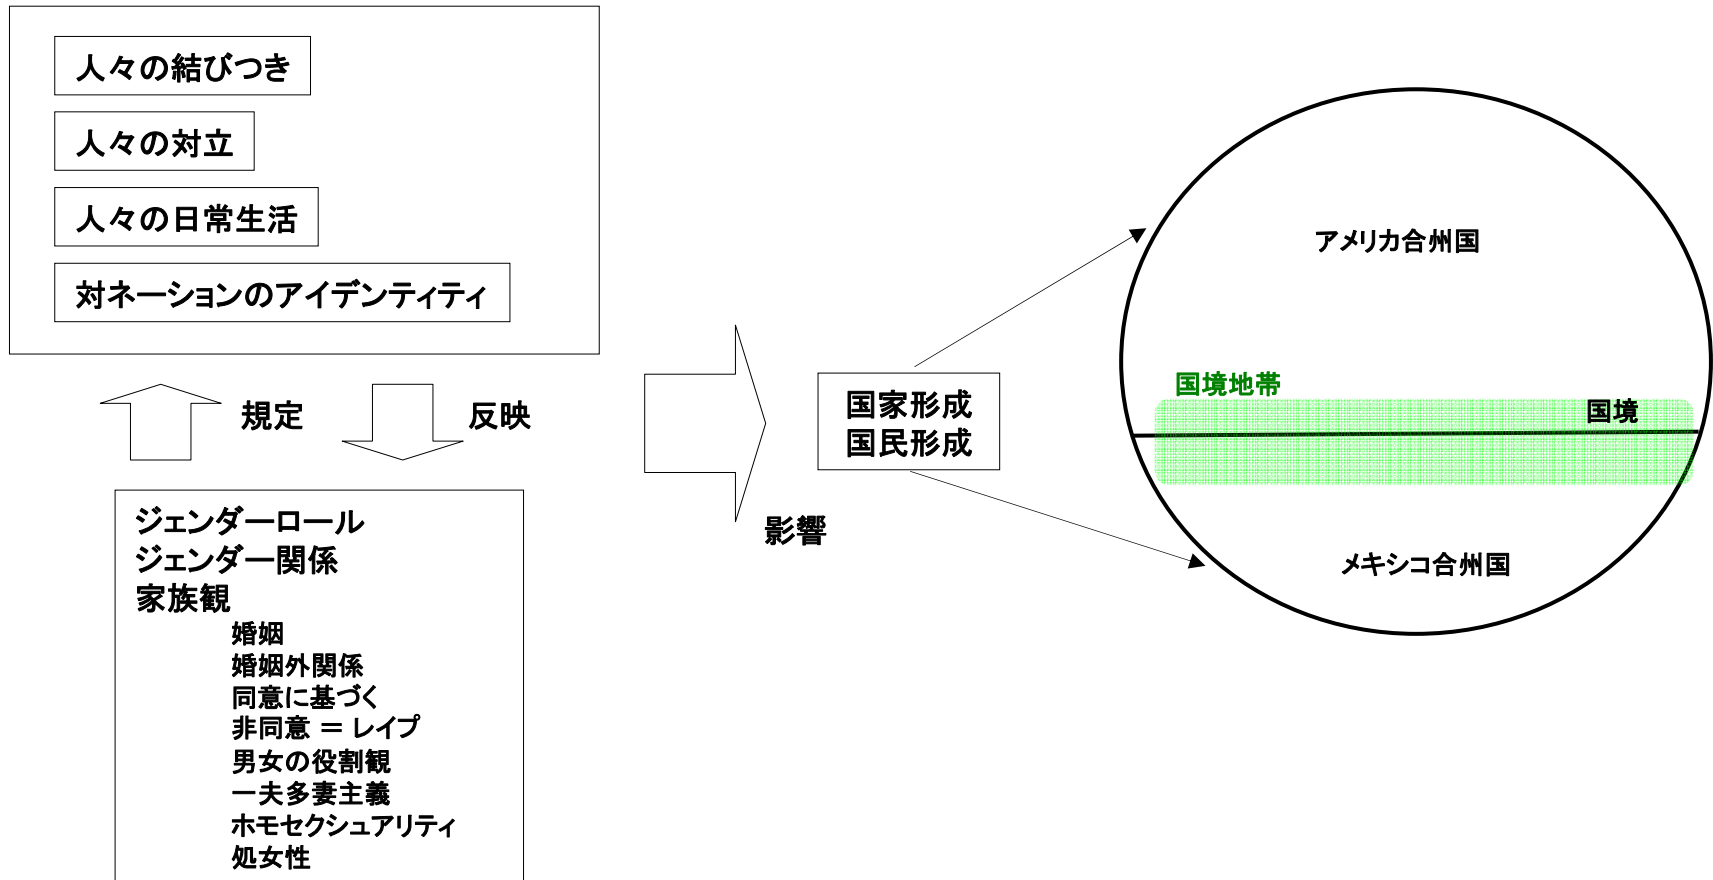 人々の結びつき
人々の対立
人々の日常生活
対ネーションのアイデンティティ
規定
反映
ジェンダーロール
ジェンダー関係
家族観
婚姻
婚姻外関係
同意に基づく
非同意 = レイプ
男女の役割観
一夫多妻主義
ホモセクシュアリティ
処女性
影響
国家形成
国民形成
アメリカ合州国
国境地帯
国境
メキシコ合州国